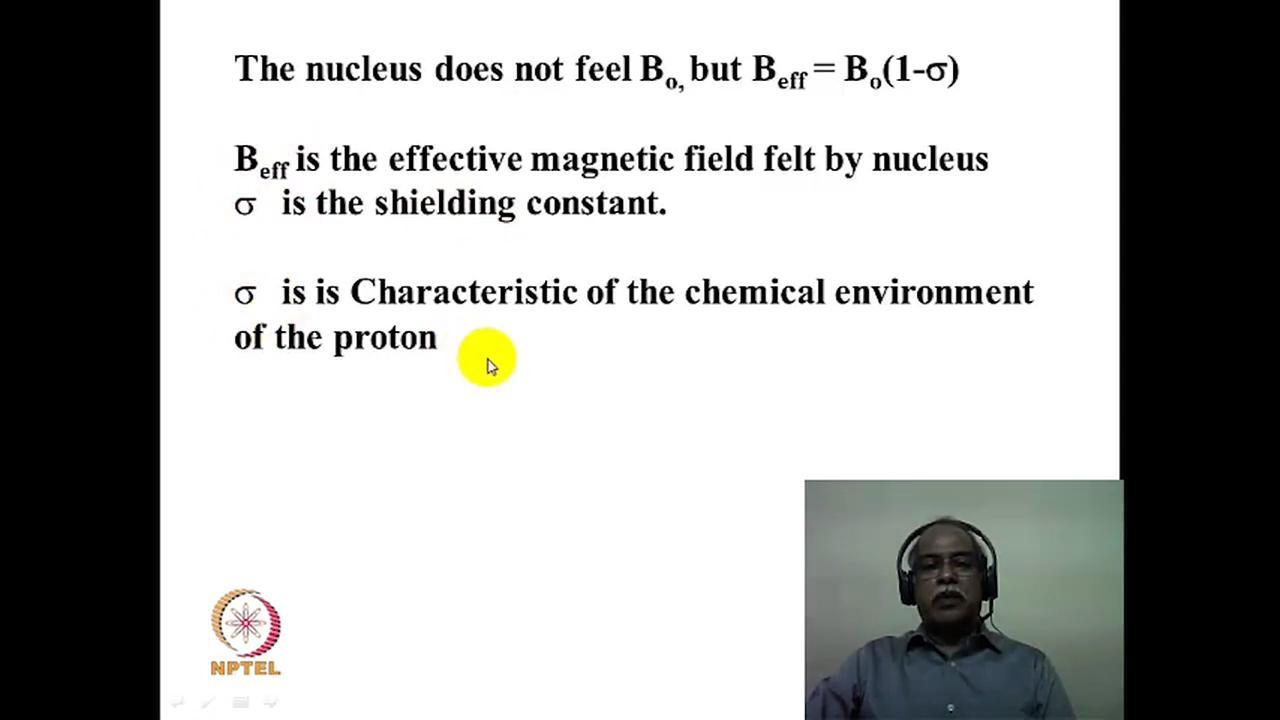 The nucleus does not feel Bo, but Beff = Bo(1-σ)
Beff is the effective magnetic field felt by nucleus
σ is the shielding constant.
σ is is Characteristic of the chemical environment
of the proton
NPTEL